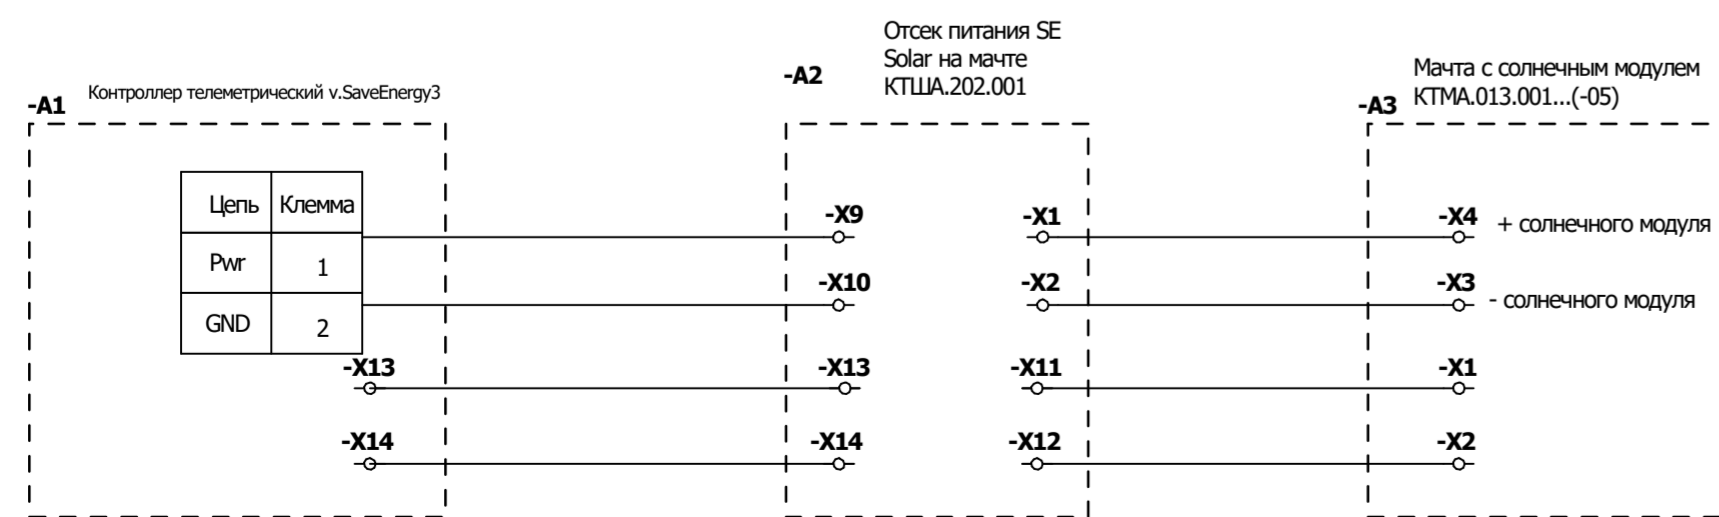 Отсек питания SE
Solar на мачте
КТША.202.001
-A2
Мачта с солнечным модулем
КТМА.013.001...(-05)
-A3
Контроллер телеметрический v.SaveEnergy3
-A1
Цепь Клемма
Pwr 1
GND 2
-X9 -X1 -X4 + солнечного модуля
-X10 -X2 -X3 - солнечного модуля
-X13 -X13 -X11 -X1
-X14 -X14 -X12 -X2